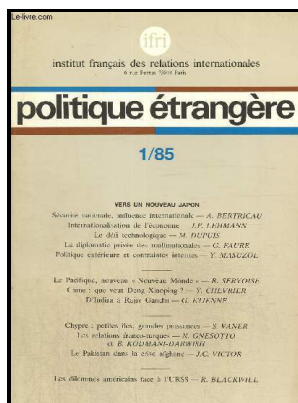 Le-livre.com
ifri
institut français des relations internationales
6 rue Ferrus 75014 Paris
politique étrangère
1/85
VERS UN NOUVEAU JAPON
Sécurité nationale, influence internationale — A. BERTRICAU
Internationalisation de l'économie — J.P. LEHMANN
Le défi technologique — M. DUPUIS
La diplomatie privée des multinationales — G. FAURE
Politique extérieure et contraintes internes — Y. MASUZOL
Le Pacifique, nouveau « Nouveau Monde » — R. SERVOISE
Chine : que veut Deng Xiaoping ? — Y. CHEVRIER
D'Indira à Rajiv Gandhi — G. ETIENNE
Chypre : petites îles, grandes puissances — S. VANER
Les relations franco-turques — N. GNESOTTO
et B. KODMANI-DARWISH
Le Pakistan dans la crise afghane — J.C. VICTOR
Les dilemmes américains face à l'URSS — R. BLACKWILL